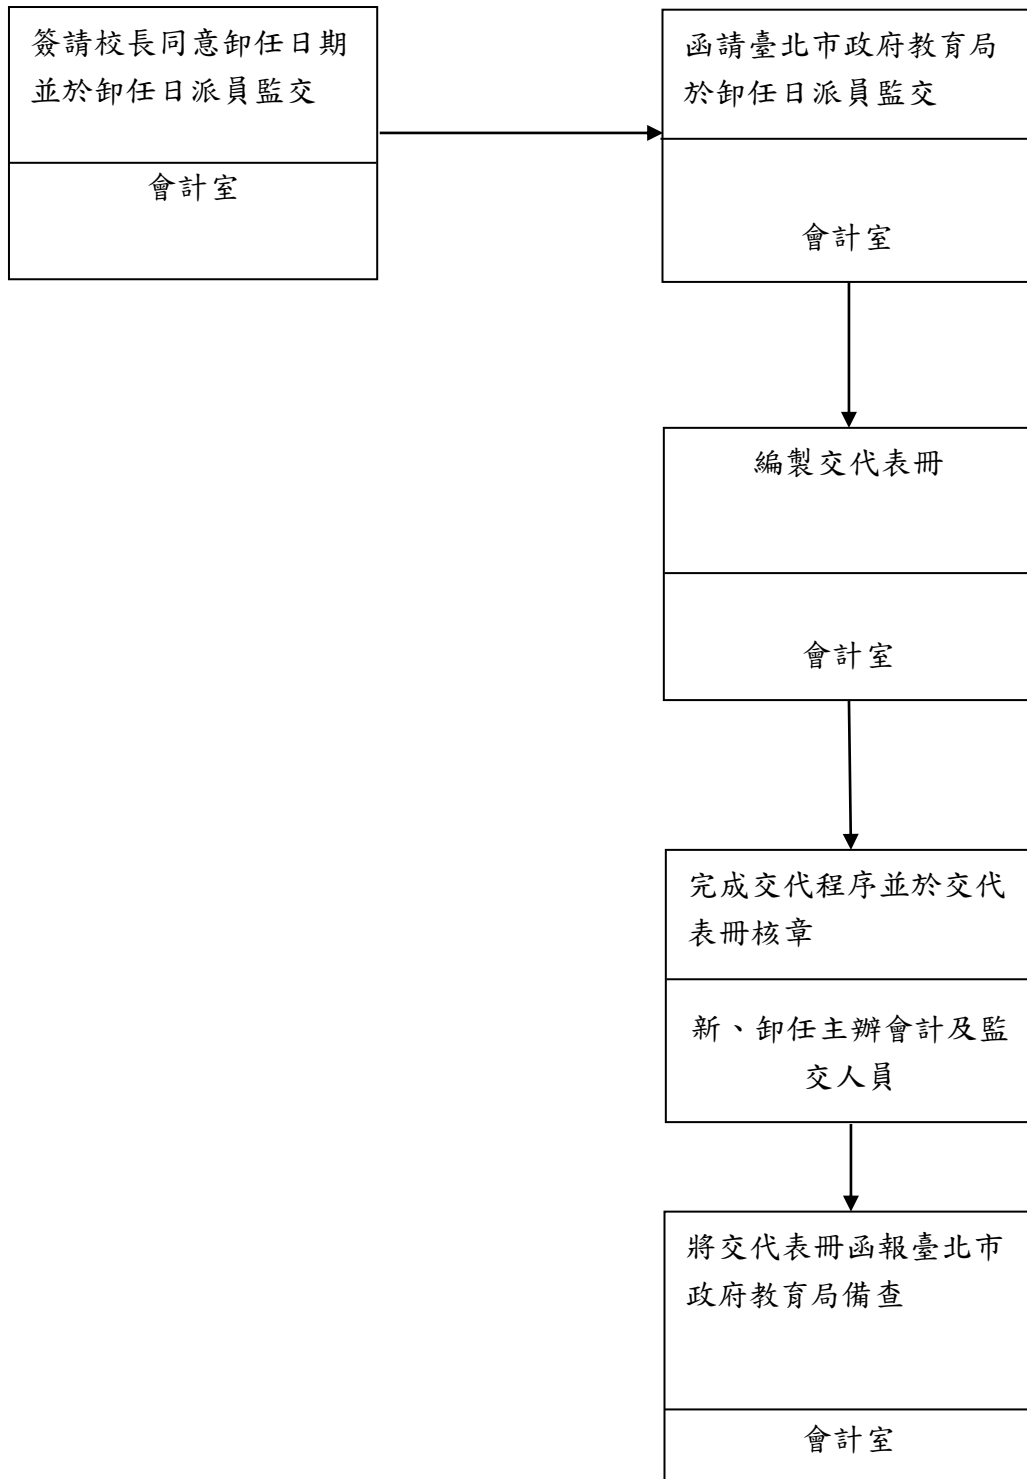 簽請校長同意卸任日期
並於卸任日派員監交
會計室
函請臺北市政府教育局
於卸任日派員監交
會計室
編製交代表冊
會計室
完成交代程序並於交代
表冊核章
新、卸任主辦會計及監
交人員
將交代表冊函報臺北市
政府教育局備查
會計室